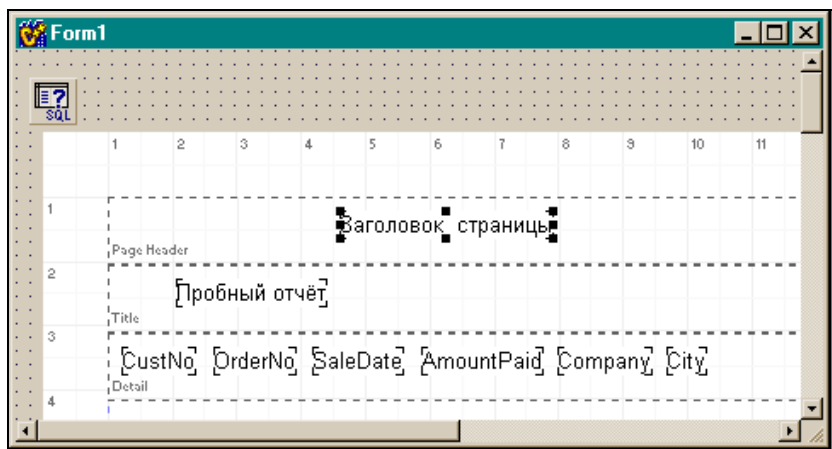 Form1
?
SQL
1 2 3 4 5 6 7 8 9 10 11
1
Заголовок страницы
Page Header
2
Пробный отчёт
Title
3
CustNo OrderNo SaleDate AmountPaid Company City
Detail
4